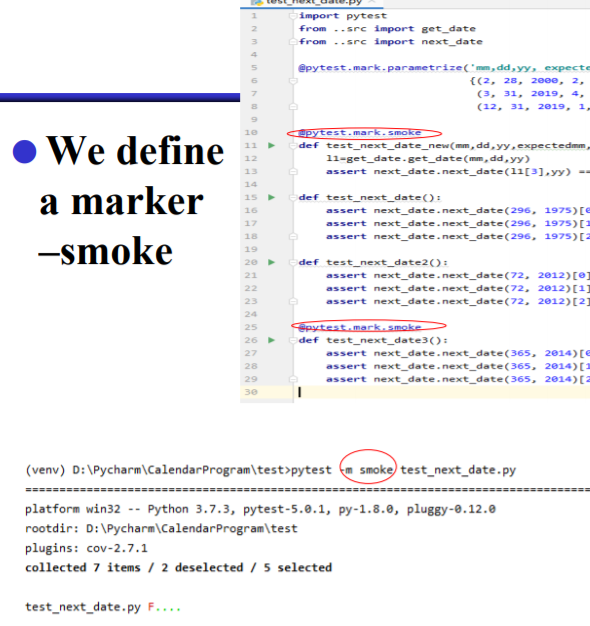 test_next_date.py
We define
a marker
–smoke
1 import pytest
2 from ..src import get_date
3 from ..src import next_date
4
5 @pytest.mark.parametrize('mm,dd,yy, expecte
6 {(2, 28, 2000, 2,
7 (3, 31, 2019, 4,
8 (12, 31, 2019, 1,
9
10 @pytest.mark.smoke
11 def test_next_date_new(mm,dd,yy,expectedmm,
12 l1=get_date.get_date(mm,dd,yy)
13 assert next_date.next_date(l1[3],yy) ==
14
15 def test_next_date():
16 assert next_date.next_date(296, 1975)[0
17 assert next_date.next_date(296, 1975)[1
18 assert next_date.next_date(296, 1975)[2
19
20 def test_next_date2():
21 assert next_date.next_date(72, 2012)[0]
22 assert next_date.next_date(72, 2012)[1]
23 assert next_date.next_date(72, 2012)[2]
24
25 @pytest.mark.smoke
26 def test_next_date3():
27 assert next_date.next_date(365, 2014)[0
28 assert next_date.next_date(365, 2014)[1
29 assert next_date.next_date(365, 2014)[2
30
(venv) D:\Pycharm\CalendarProgram\test>pytest -m smoke test_next_date.py
platform win32 -- Python 3.7.3, pytest-5.0.1, py-1.8.0, pluggy-0.12.0
rootdir: D:\Pycharm\CalendarProgram\test
plugins: cov-2.7.1
collected 7 items / 2 deselected / 5 selected
test_next_date.py F....